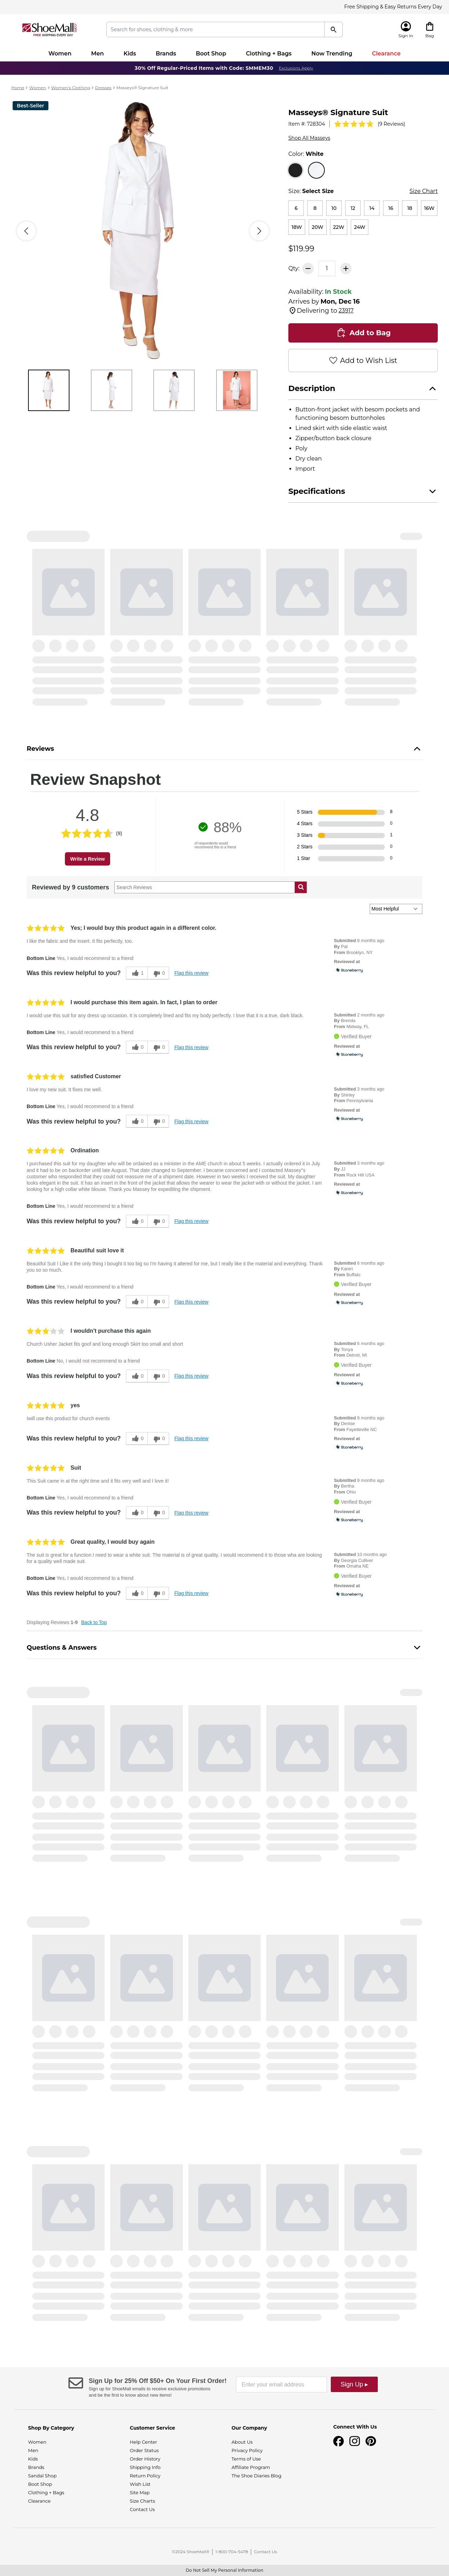 Free Shipping & Easy Returns Every Day
ShoeMall
FREE SHIPPING EVERY DAY
Search for shoes, clothing & more
Sign In
Bag
Women
Men
Kids
Brands
Boot Shop
Clothing + Bags
Now Trending
Clearance
30% Off Regular-Priced Items with Code: SMMEM30 Exclusions Apply
Home > Women > Women's Clothing > Dresses > Masseys® Signature Suit
Best-Seller
Masseys® Signature Suit
Item #: 728304 (9 Reviews)
Shop All Masseys
Color: White
Size: Select Size
Size Chart
6 8 10 12 14 16 18 16W
18W 20W 22W 24W
$119.99
Qty: 1
Availability: In Stock
Arrives by Mon, Dec 16
Delivering to 23917
Add to Bag
Add to Wish List
Description
• Button-front jacket with besom pockets and
functioning besom buttonholes
• Lined skirt with side elastic waist
• Zipper/button back closure
• Poly
• Dry clean
• Import
Specifications
Reviews
Review Snapshot
4.8
(9)
Write a Review
88%
of respondents would
recommend this to a friend
5 Stars 8
4 Stars 0
3 Stars 1
2 Stars 0
1 Star 0
Reviewed by 9 customers
Search Reviews
Most Helpful
Yes; I would buy this product again in a different color.
I like the fabric and the insert. It fits perfectly, too.
Bottom Line Yes, I would recommend to a friend
Was this review helpful to you? 1 0 Flag this review
Submitted 9 months ago
By Pat
From Brooklyn, NY
Reviewed at
Stoneberry
I would purchase this item again. In fact, I plan to order
I would use this suit for any dress up occasion. It is completely lined and fits my body perfectly. I love that it is a true, dark black.
Bottom Line Yes, I would recommend to a friend
Was this review helpful to you? 0 0 Flag this review
Submitted 2 months ago
By Brenda
From Midway, FL
Verified Buyer
Reviewed at
Stoneberry
satisfied Customer
I love my new suit. It fixes me well.
Bottom Line Yes, I would recommend to a friend
Was this review helpful to you? 0 0 Flag this review
Submitted 3 months ago
By Shirley
From Pennsylvania
Reviewed at
Stoneberry
Ordination
I purchased this suit for my daughter who will be ordained as a minister in the AME church in about 5 weeks. I actually ordered it in July
and it had to be on backorder until late August. That date changed to September. I became concerned and I contacted Massey's
customer who responded that they could not reassure me of a shipment date. However in two weeks I received the suit. My daughter
looks elegant in the suit. It has an insert in the front of the jacket that allows the wearer to wear the jacket with or without the jacket. I am
looking for a high collar white blouse. Thank you Massey for expediting the shipment.
Bottom Line Yes, I would recommend to a friend
Was this review helpful to you? 0 0 Flag this review
Submitted 3 months ago
By JJ
From Rock Hill USA
Reviewed at
Stoneberry
Beautiful suit love it
Beautiful Suit I Like it the only thing I bought it too big so I'm having it altered for me, but I really like it the material and everything. Thank
you so so much.
Bottom Line Yes, I would recommend to a friend
Was this review helpful to you? 0 0 Flag this review
Submitted 6 months ago
By Karen
From Buffalo
Verified Buyer
Reviewed at
Stoneberry
I wouldn't purchase this again
Church Usher Jacket fits goof and long enough Skirt too small and short
Bottom Line No, I would not recommend to a friend
Was this review helpful to you? 0 0 Flag this review
Submitted 6 months ago
By Tonya
From Detroit, MI
Verified Buyer
Reviewed at
Stoneberry
yes
Iwill use this product for church events
Was this review helpful to you? 0 0 Flag this review
Submitted 8 months ago
By Denise
From Fayetteville NC
Reviewed at
Stoneberry
Suit
This Suit came in at the right time and it fits very well and I love it!
Bottom Line Yes, I would recommend to a friend
Was this review helpful to you? 0 0 Flag this review
Submitted 9 months ago
By Bertha
From Ohio
Verified Buyer
Reviewed at
Stoneberry
Great quality, I would buy again
The suit is great for a function I need to wear a white suit. The material is of great quality. I would recommend it to those wha are looking
for a quality well made suit.
Bottom Line Yes, I would recommend to a friend
Was this review helpful to you? 0 0 Flag this review
Submitted 10 months ago
By Georgia Cutliver
From Omaha NE
Verified Buyer
Reviewed at
Stoneberry
Displaying Reviews 1-9 Back to Top
Questions & Answers
Sign Up for 25% Off $50+ On Your First Order!
Sign up for ShoeMall emails to receive exclusive promotions
and be the first to know about new items!
Enter your email address
Sign Up ▸
Shop By Category
Women
Men
Kids
Brands
Sandal Shop
Boot Shop
Clothing + Bags
Clearance
Customer Service
Help Center
Order Status
Order History
Shipping Info
Return Policy
Wish List
Site Map
Size Charts
Contact Us
Our Company
About Us
Privacy Policy
Terms of Use
Affiliate Program
The Shoe Diaries Blog
Connect With Us
©2024 ShoeMall® | 1-800-704-5478 | Contact Us
Do Not Sell My Personal Information